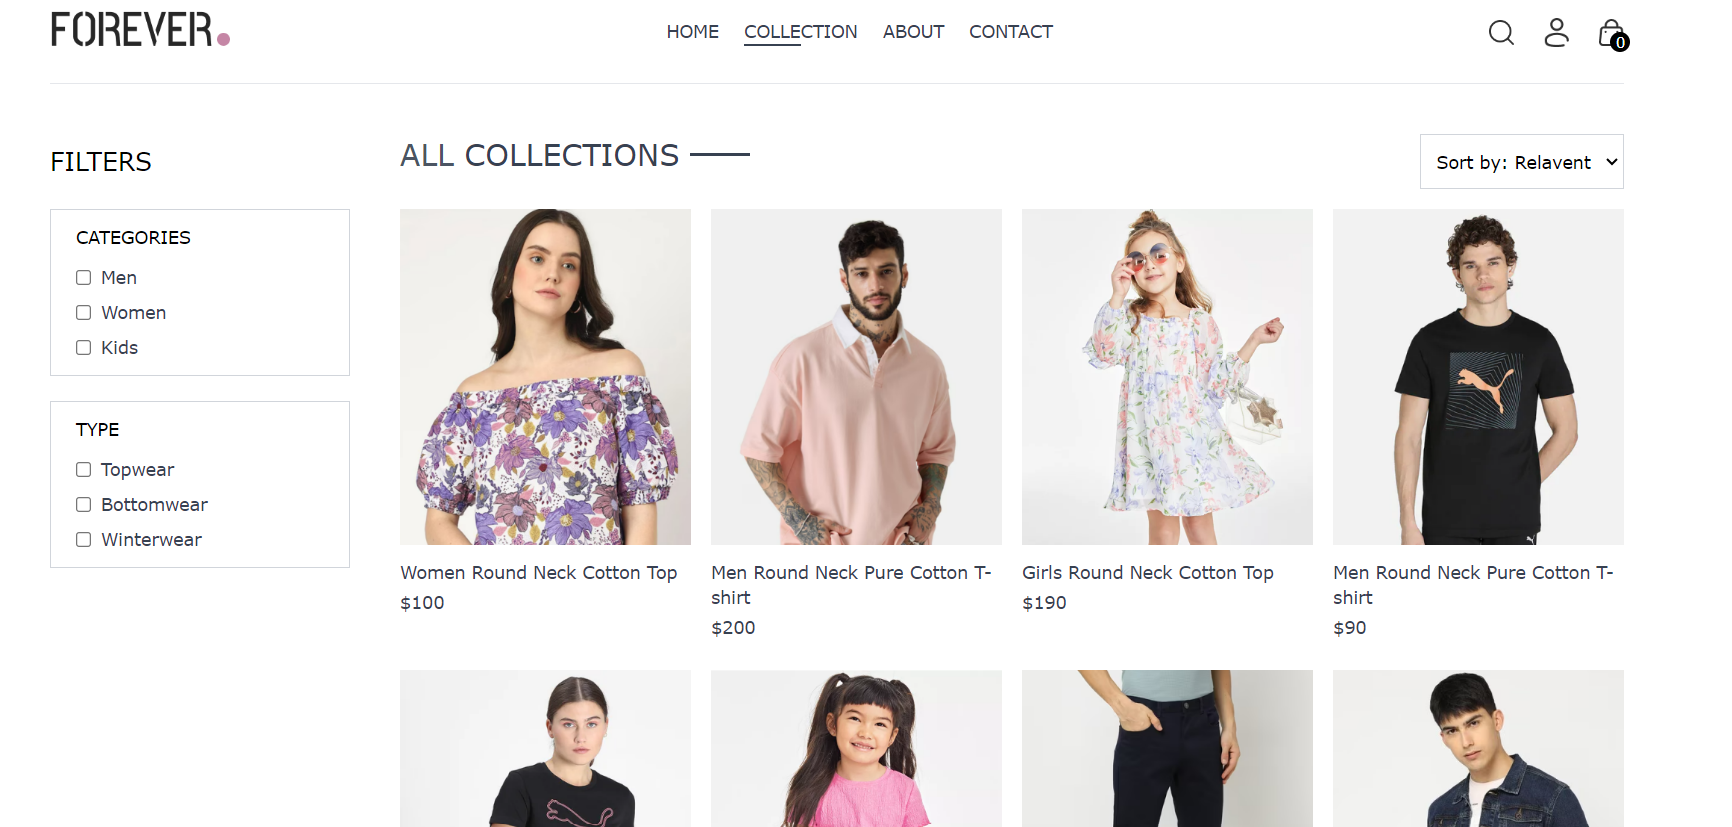 FOREVER.
HOME COLLECTION ABOUT CONTACT
0
FILTERS
ALL COLLECTIONS
Sort by: Relavent
CATEGORIES
Men
Women
Kids
TYPE
Topwear
Bottomwear
Winterwear
Women Round Neck Cotton Top
$100
Men Round Neck Pure Cotton T-
shirt
$200
Girls Round Neck Cotton Top
$190
Men Round Neck Pure Cotton T-
shirt
$90